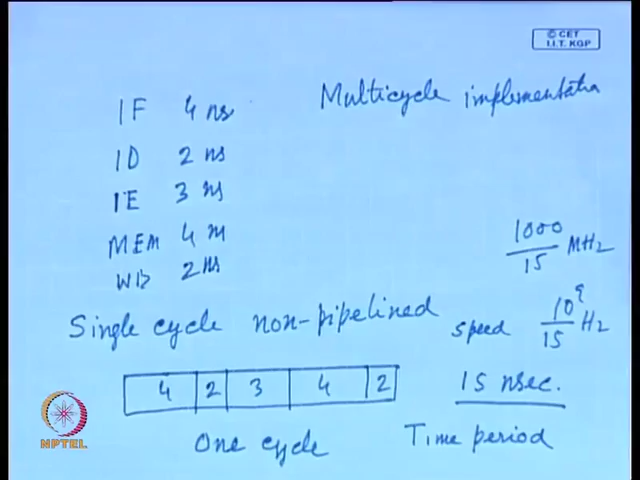 © CET
I.I.T. KGP
Multicycle implementation
IF 4 ns
ID 2 ns
IE 3 ns
MEM 4 m
WB 2 ns
1000/15 MHz
Single cycle non-pipelined
speed 10^9/15 Hz
4 2 3 4 2
15 nsec.
One cycle
Time period
NPTEL